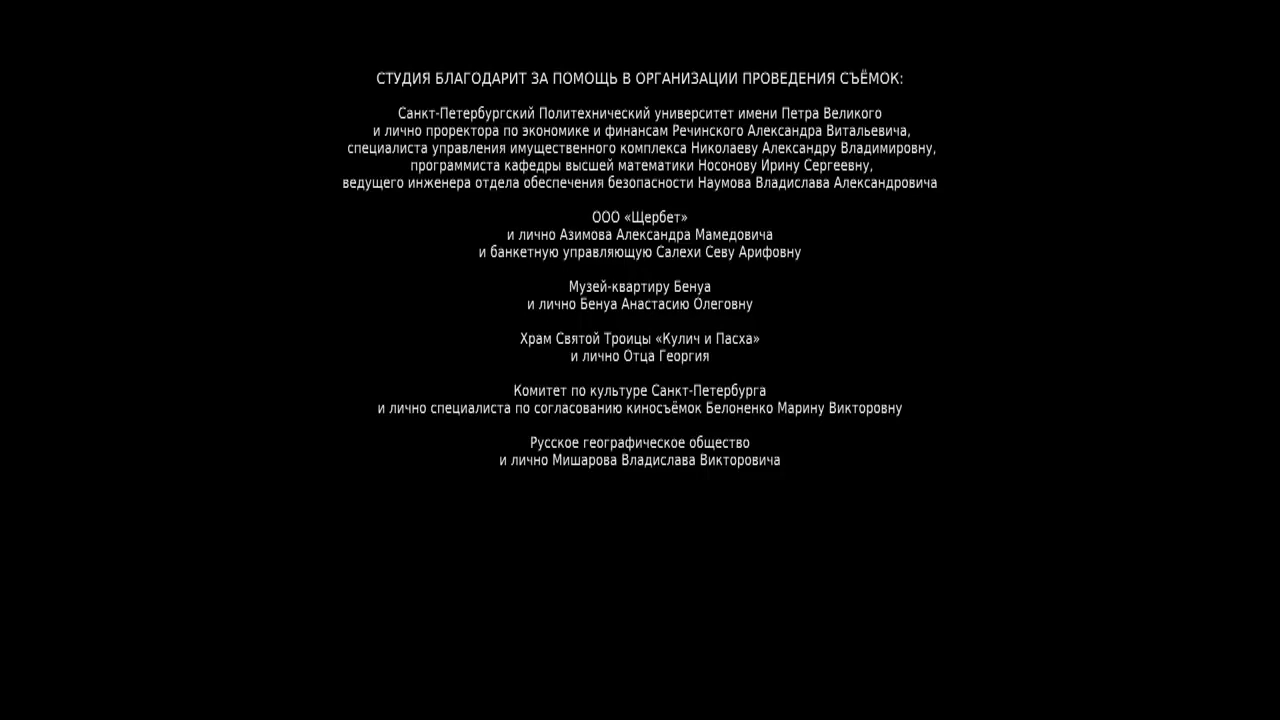 СТУДИЯ БЛАГОДАРИТ ЗА ПОМОЩЬ В ОРГАНИЗАЦИИ ПРОВЕДЕНИЯ СЪЁМОК:
Санкт-Петербургский Политехнический университет имени Петра Великого
и лично проректора по экономике и финансам Речинского Александра Витальевича,
специалиста управления имущественного комплекса Николаеву Александру Владимировну,
программиста кафедры высшей математики Носонову Ирину Сергеевну,
ведущего инженера отдела обеспечения безопасности Наумова Владислава Александровича
ООО «Щербет»
и лично Азимова Александра Мамедовича
и банкетную управляющую Салехи Севу Арифовну
Музей-квартиру Бенуа
и лично Бенуа Анастасию Олеговну
Храм Святой Троицы «Кулич и Пасха»
и лично Отца Георгия
Комитет по культуре Санкт-Петербурга
и лично специалиста по согласованию киносъёмок Белоненко Марину Викторовну
Русское географическое общество
и лично Мишарова Владислава Викторовича